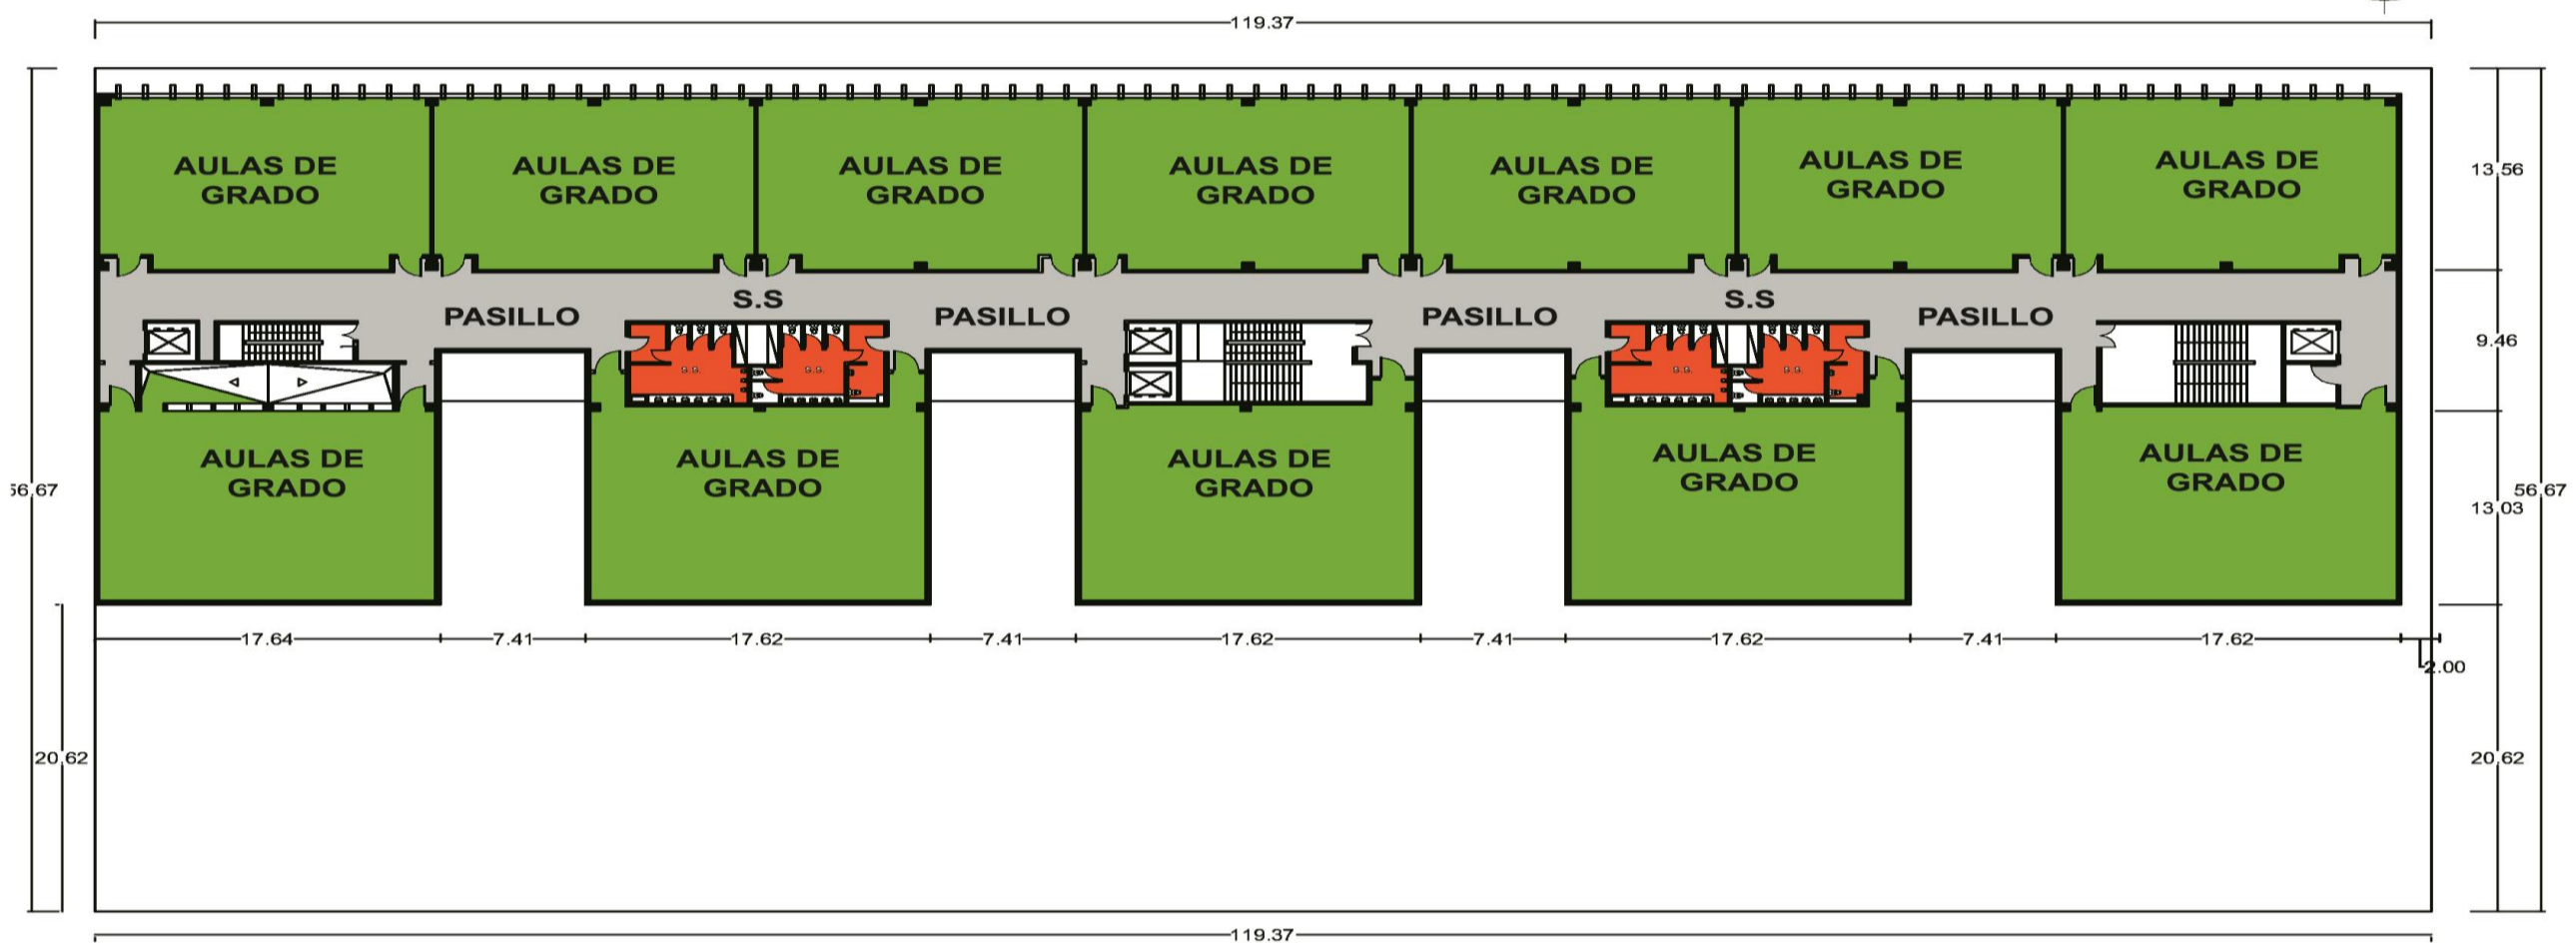 119.37
AULAS DE
GRADO
AULAS DE
GRADO
AULAS DE
GRADO
AULAS DE
GRADO
AULAS DE
GRADO
AULAS DE
GRADO
AULAS DE
GRADO
13.56
PASILLO
S.S
PASILLO
PASILLO
S.S
PASILLO
9.46
AULAS DE
GRADO
AULAS DE
GRADO
AULAS DE
GRADO
AULAS DE
GRADO
AULAS DE
GRADO
56.67
56.67
13.03
17.64
7.41
17.62
7.41
17.62
7.41
17.62
7.41
17.62
2.00
20.62
20.62
119.37